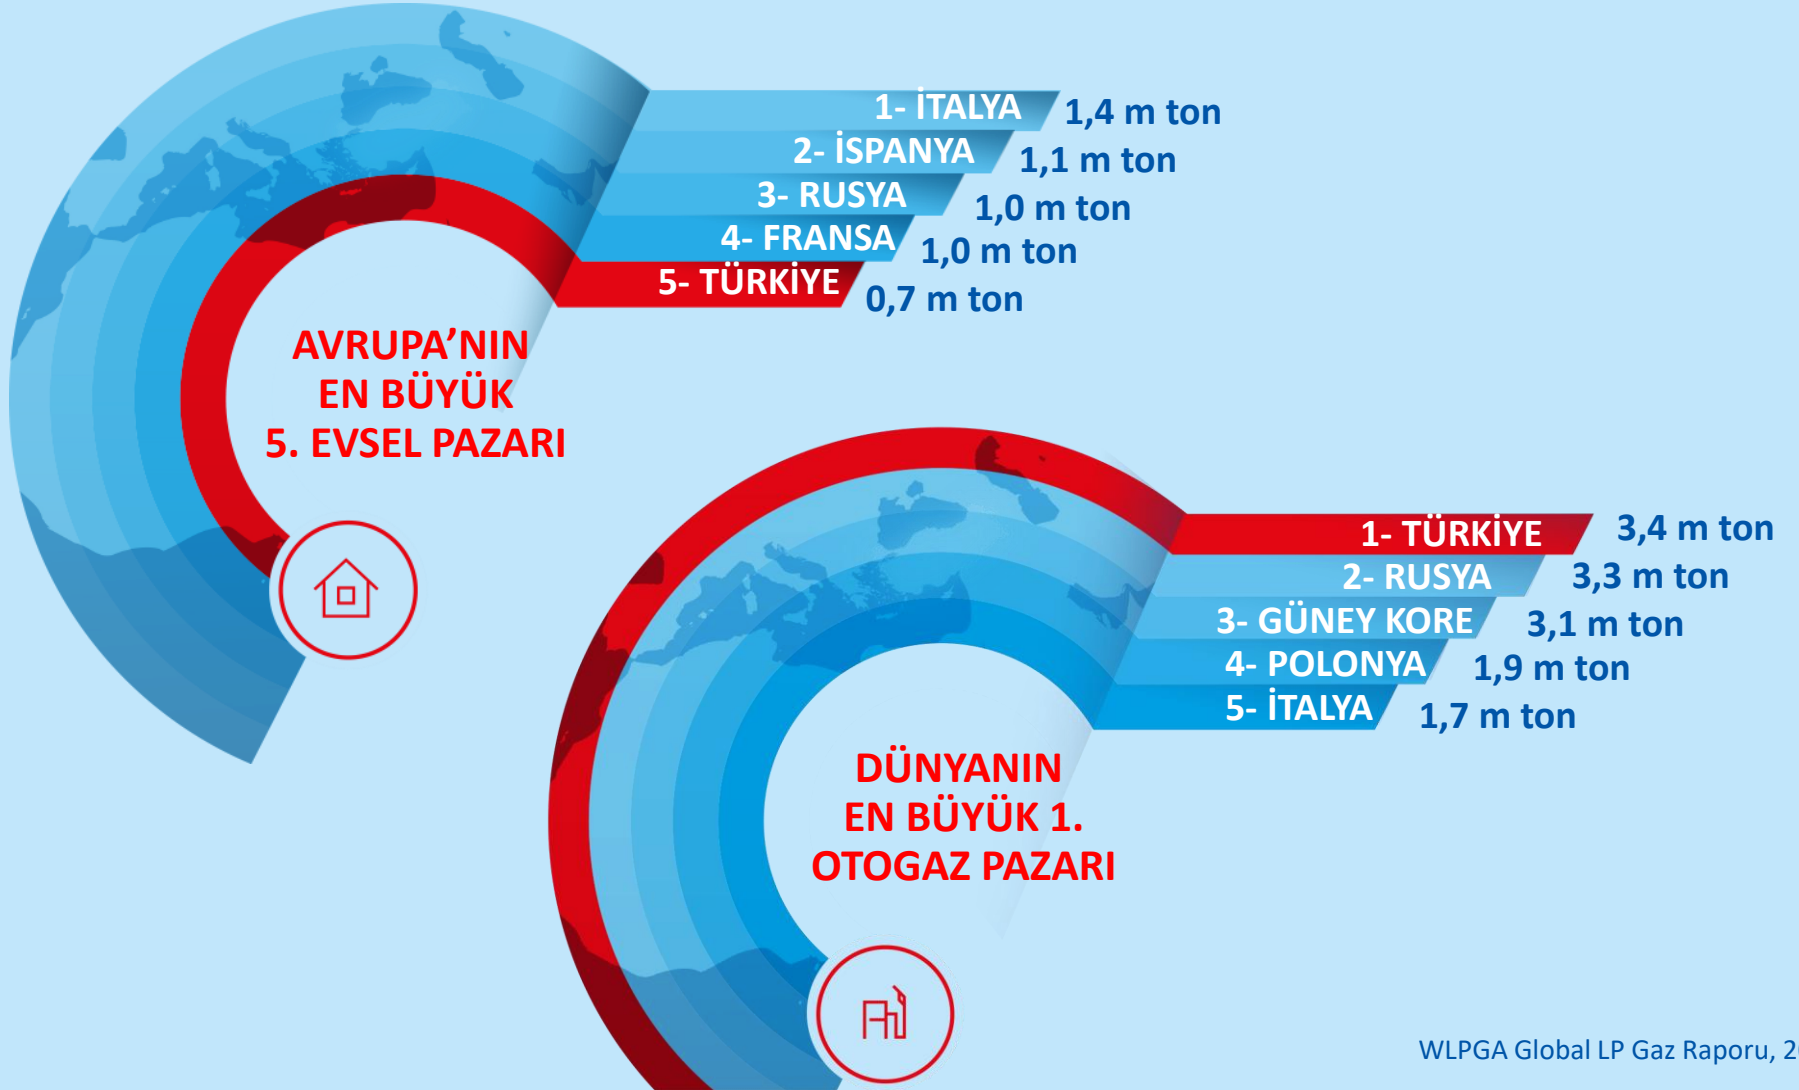 1- İTALYA 1,4 m ton
2- İSPANYA 1,1 m ton
3- RUSYA 1,0 m ton
4- FRANSA 1,0 m ton
5- TÜRKİYE 0,7 m ton
AVRUPA’NIN
EN BÜYÜK
5. EVSEL PAZARI
1- TÜRKİYE 3,4 m ton
2- RUSYA 3,3 m ton
3- GÜNEY KORE 3,1 m ton
4- POLONYA 1,9 m ton
5- İTALYA 1,7 m ton
DÜNYANIN
EN BÜYÜK 1.
OTOGAZ PAZARI
WLPGA Global LP Gaz Raporu,